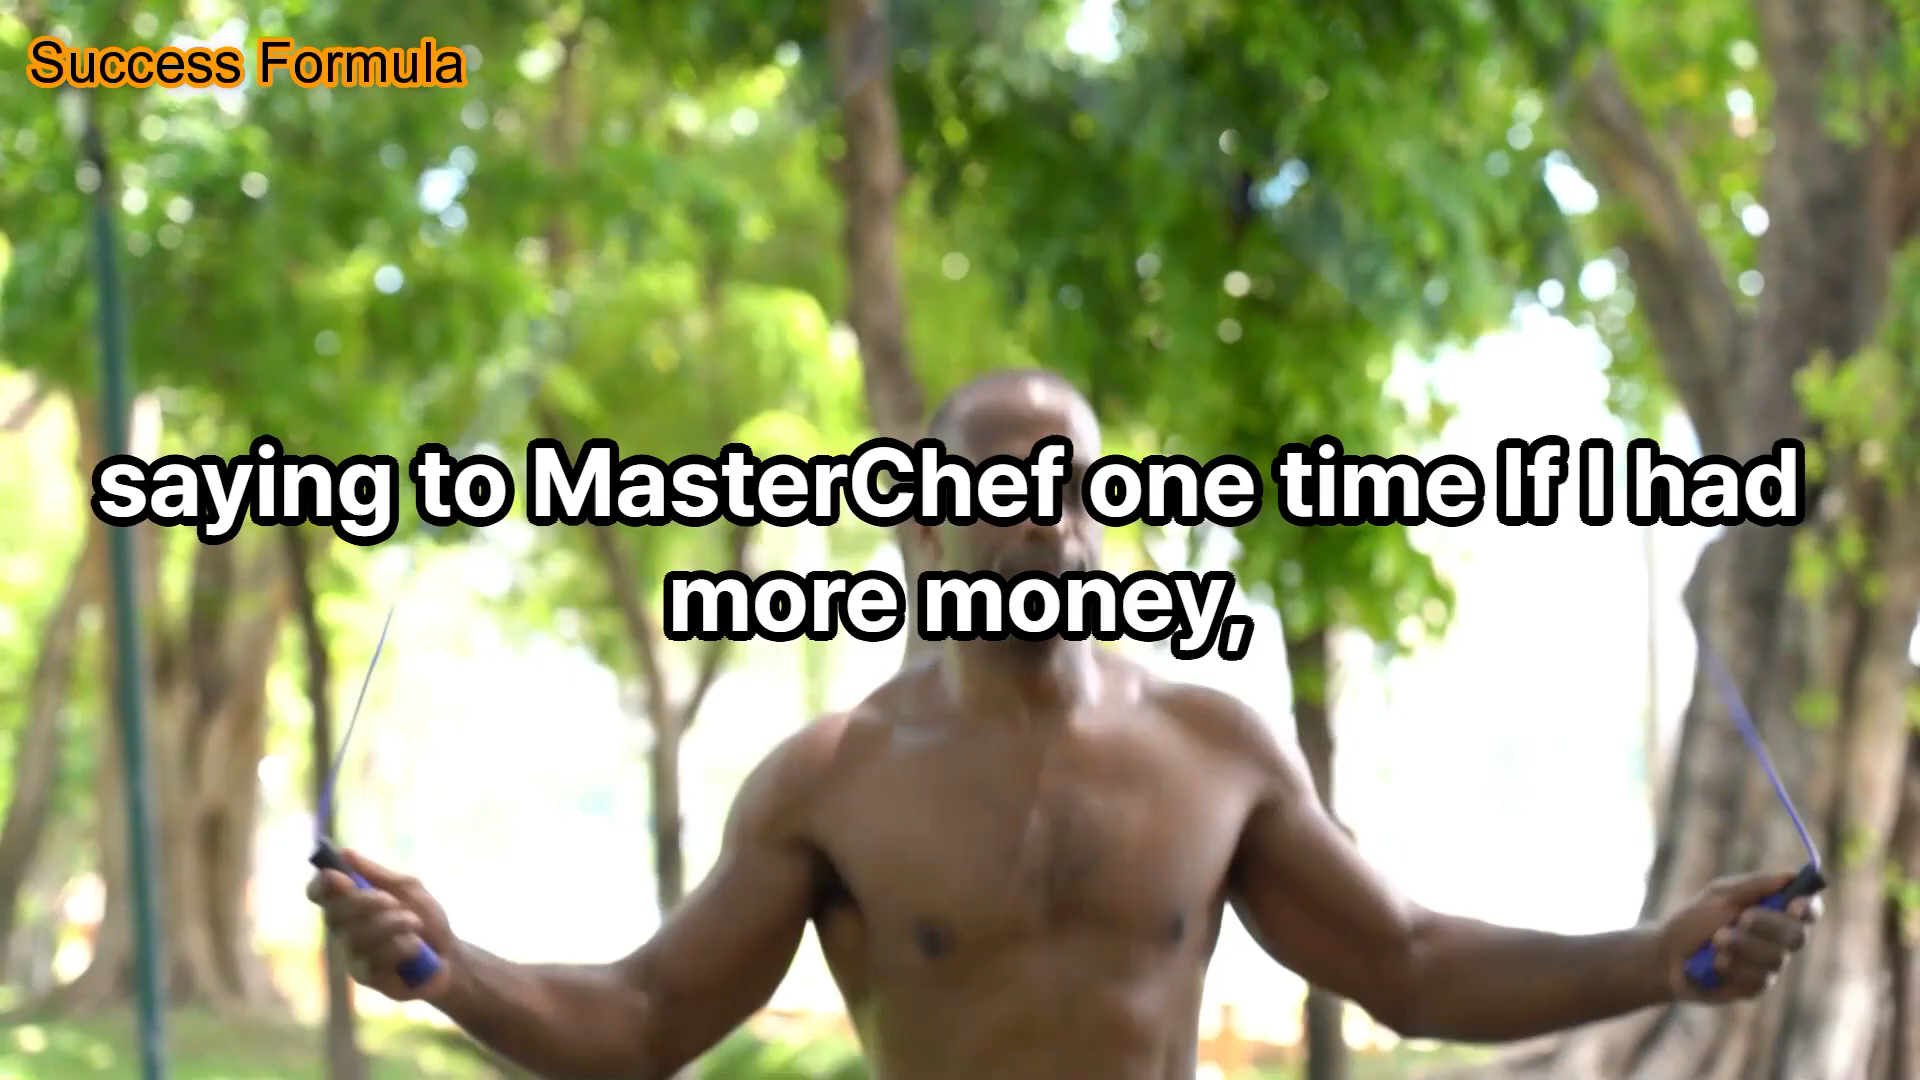 Success Formula
saying to MasterChef one time If I had
more money,